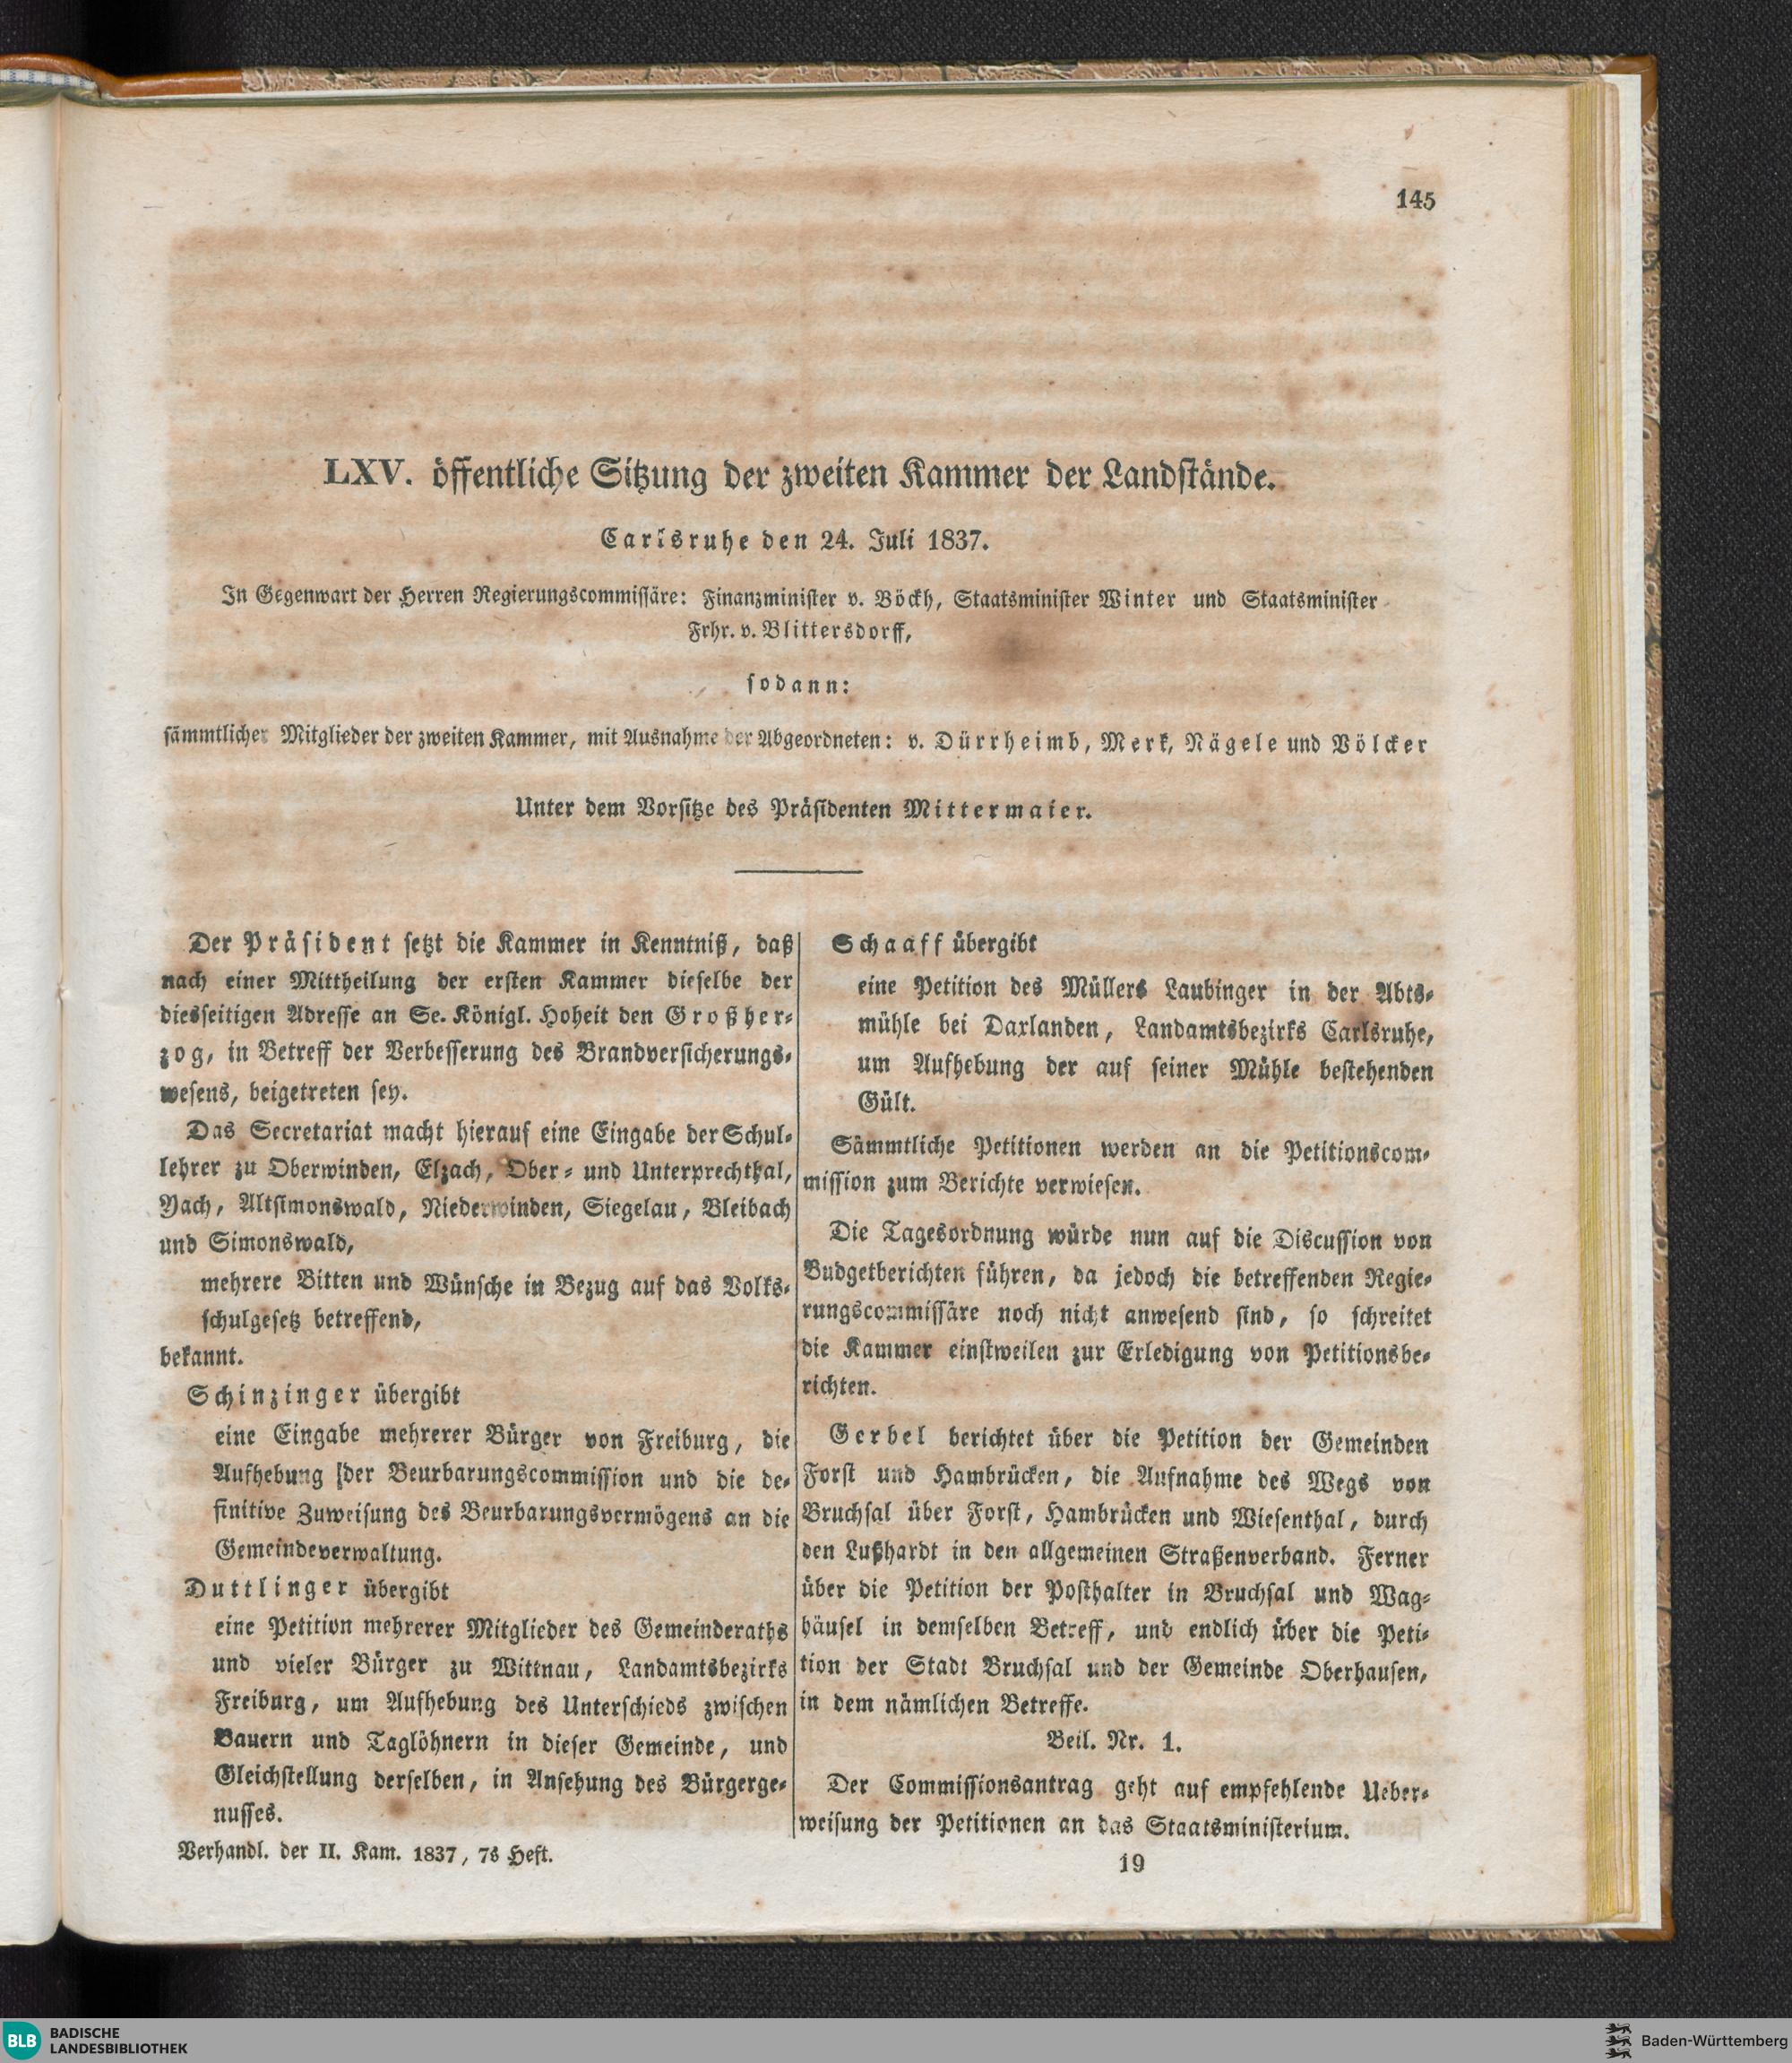 145
LXV. öffentliche Sitzung der zweiten Kammer der Landstände.
Carlsruhe den 24. Juli 1837.
In Gegenwart der Herren Regierungscommissäre: Finanzminister v. Böckh, Staatsminister Winter und Staatsminister
Frhr. v. Blittersdorff,
sodann:
sämmtlicher Mitglieder der zweiten Kammer, mit Ausnahme der Abgeordneten: v. Dürrheimb, Merk, Nägele und Völcker
Unter dem Vorsitze des Präsidenten Mittermaier.
Der Präsident setzt die Kammer in Kenntniß, daß
nach einer Mittheilung der ersten Kammer dieselbe der
diesseitigen Adresse an Se. Königl. Hoheit den Großher-
zog, in Betreff der Verbesserung des Brandversicherungs-
wesens, beigetreten sey.
Das Secretariat macht hierauf eine Eingabe der Schul-
lehrer zu Oberwinden, Elzach, Ober- und Unterprechthal,
Yach, Altsimonswald, Niederwinden, Siegelau, Bleibach
und Simonswald,
mehrere Bitten und Wünsche in Bezug auf das Volks-
schulgesetz betreffend,
bekannt.
Schinzinger übergibt
eine Eingabe mehrerer Bürger von Freiburg, die
Aufhebung [der Beurbarungscommission und die de-
finitive Zuweisung des Beurbarungsvermögens an die
Gemeindeverwaltung.
Duttlinger übergibt
eine Petition mehrerer Mitglieder des Gemeinderaths
und vieler Bürger zu Wittnau, Landamtsbezirks
Freiburg, um Aufhebung des Unterschieds zwischen
Bauern und Taglöhnern in dieser Gemeinde, und
Gleichstellung derselben, in Ansehung des Bürgerge-
nusses.
Verhandl. der II. Kam. 1837, 7s Heft.
Schaaff übergibt
eine Petition des Müllers Laubinger in der Abts-
mühle bei Daxlanden, Landamtsbezirks Carlsruhe,
um Aufhebung der auf seiner Mühle bestehenden
Gült.
Sämmtliche Petitionen werden an die Petitionscom-
mission zum Berichte verwiesen.
Die Tagesordnung würde nun auf die Discussion von
Budgetberichten führen, da jedoch die betreffenden Regie-
rungscommissäre noch nicht anwesend sind, so schreitet
die Kammer einstweilen zur Erledigung von Petitionsbe-
richten.
Gerbel berichtet über die Petition der Gemeinden
Forst und Hambrücken, die Aufnahme des Wegs von
Bruchsal über Forst, Hambrücken und Wiesenthal, durch
den Lußhardt in den allgemeinen Straßenverband. Ferner
über die Petition der Posthalter in Bruchsal und Wag-
häusel in demselben Betreff, und endlich über die Peti-
tion der Stadt Bruchsal und der Gemeinde Oberhausen,
in dem nämlichen Betreffe.
Beil. Nr. 1.
Der Commissionsantrag geht auf empfehlende Ueber-
weisung der Petitionen an das Staatsministerium.
19
BLB BADISCHE
LANDESBIBLIOTHEK
Baden-Württemberg